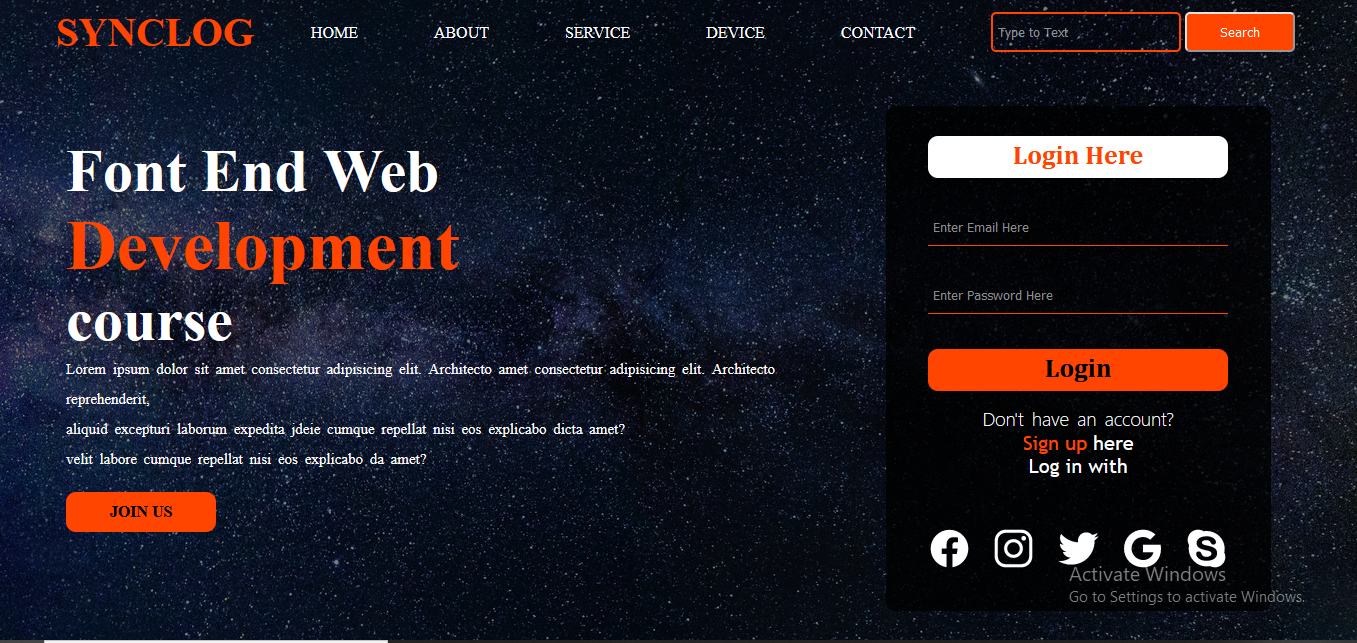 SYNCLOG HOME ABOUT SERVICE DEVICE CONTACT Type to Text Search
Font End Web
Development
course
Lorem ipsum dolor sit amet consectetur adipisicing elit. Architecto amet consectetur adipisicing elit. Architecto
reprehenderit,
aliquid excepturi laborum expedita jdeie cumque repellat nisi eos explicabo dicta amet?
velit labore cumque repellat nisi eos explicabo da amet?
JOIN US
Login Here
Enter Email Here
Enter Password Here
Login
Don't have an account?
Sign up here
Log in with
Activate Windows
Go to Settings to activate Windows.